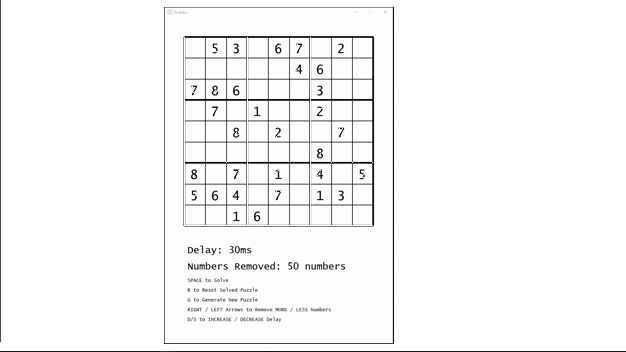 Sudoku
5 3 6 7 2
4 6
7 8 6 3
7 1 2
8 2 7
8
8 7 1 4 5
5 6 4 7 1 3
1 6
Delay: 30ms
Numbers Removed: 50 numbers
SPACE to Solve
R to Reset Solved Puzzle
G to Generate New Puzzle
RIGHT / LEFT Arrows to Remove MORE / LESS Numbers
D/S to INCREASE / DECREASE Delay